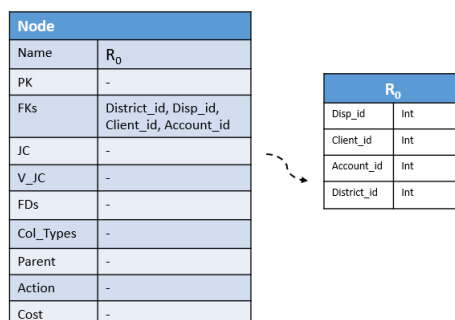 Node
Name R₀
PK -
FKs District_id, Disp_id,
Client_id, Account_id
JC -
V_JC -
FDs -
Col_Types -
Parent -
Action -
Cost -
R₀
Disp_id Int
Client_id Int
Account_id Int
District_id Int